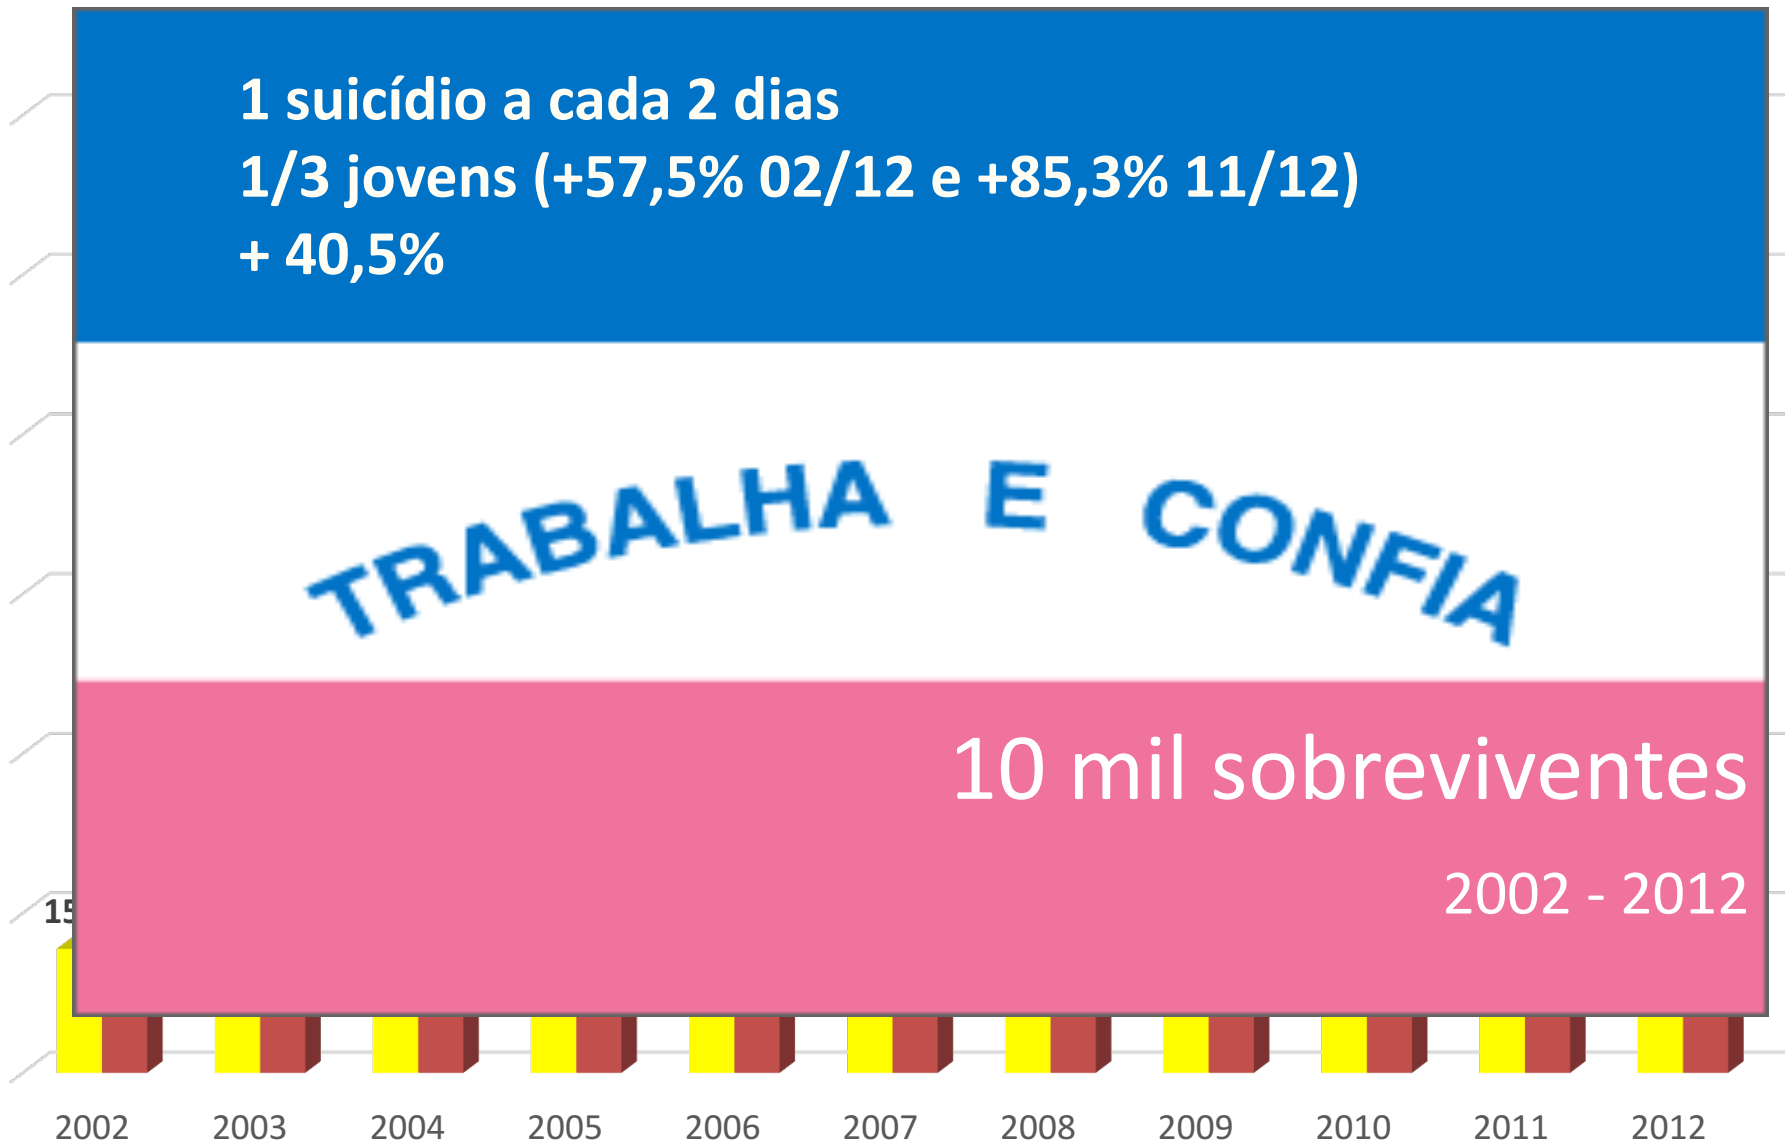 1 suicídio a cada 2 dias
1/3 jovens (+57,5% 02/12 e +85,3% 11/12)
+ 40,5%
TRABALHA E CONFIA
10 mil sobreviventes
2002 - 2012
2002 2003 2004 2005 2006 2007 2008 2009 2010 2011 2012